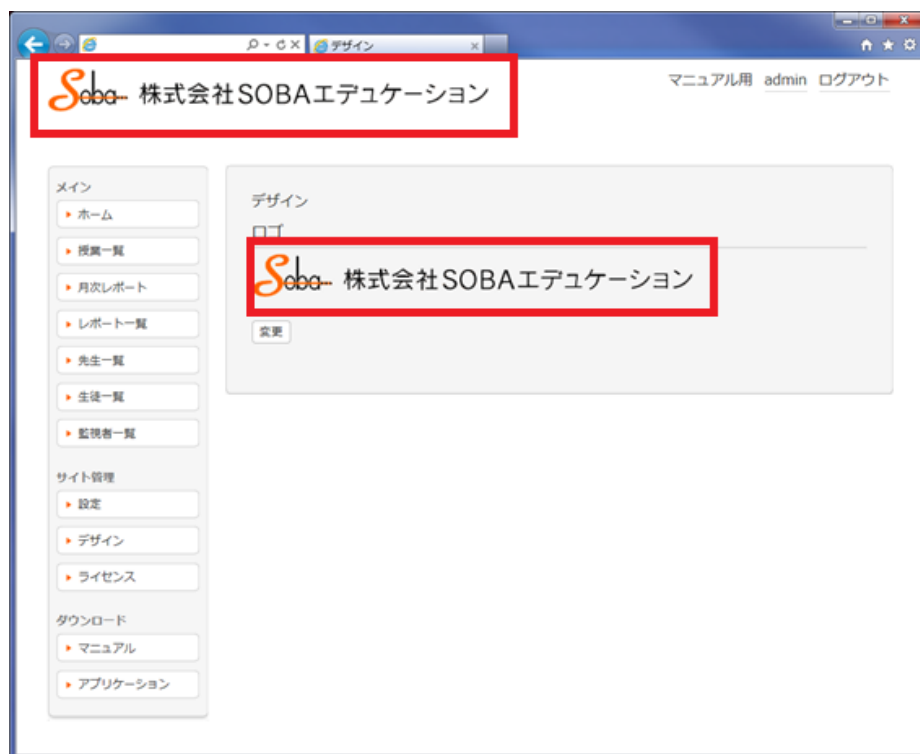 デザイン
Soba 株式会社SOBAエデュケーション
マニュアル用 admin ログアウト
メイン
ホーム
授業一覧
月次レポート
レポート一覧
先生一覧
生徒一覧
監視者一覧
サイト管理
設定
デザイン
ライセンス
ダウンロード
マニュアル
アプリケーション
デザイン
ロゴ
Soba 株式会社SOBAエデュケーション
変更